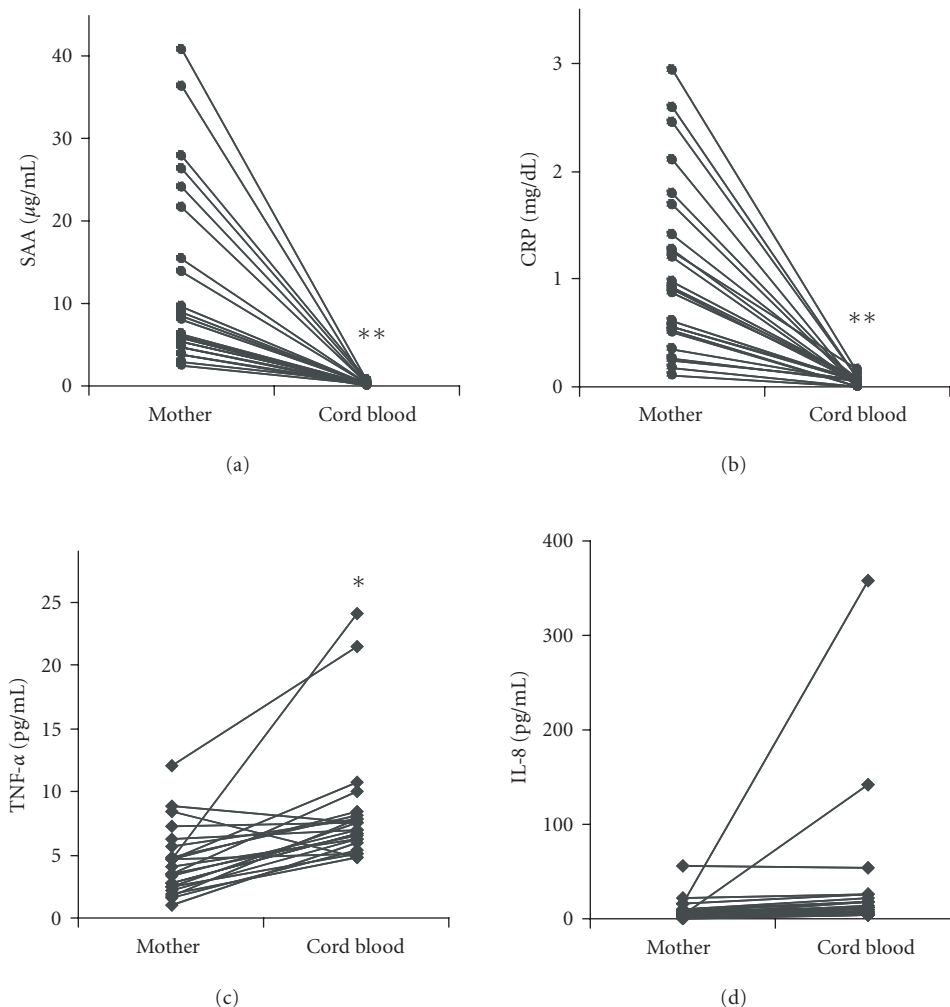 40
30
20
10
0
SAA (μg/mL)
**
Mother Cord blood
(a)
3
2
1
0
CRP (mg/dL)
**
Mother Cord blood
(b)
25
20
15
10
5
0
TNF-α (pg/mL)
*
Mother Cord blood
(c)
400
300
200
100
0
IL-8 (pg/mL)
Mother Cord blood
(d)